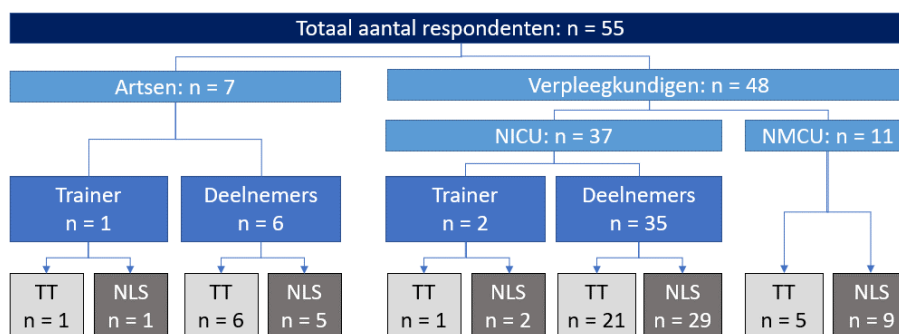 Totaal aantal respondenten: n = 55
Artsen: n = 7
Verpleegkundigen: n = 48
NICU: n = 37
NMCU: n = 11
Trainer
n = 1
Deelnemers
n = 6
Trainer
n = 2
Deelnemers
n = 35
TT
n = 1
NLS
n = 1
TT
n = 6
NLS
n = 5
TT
n = 1
NLS
n = 2
TT
n = 21
NLS
n = 29
TT
n = 5
NLS
n = 9